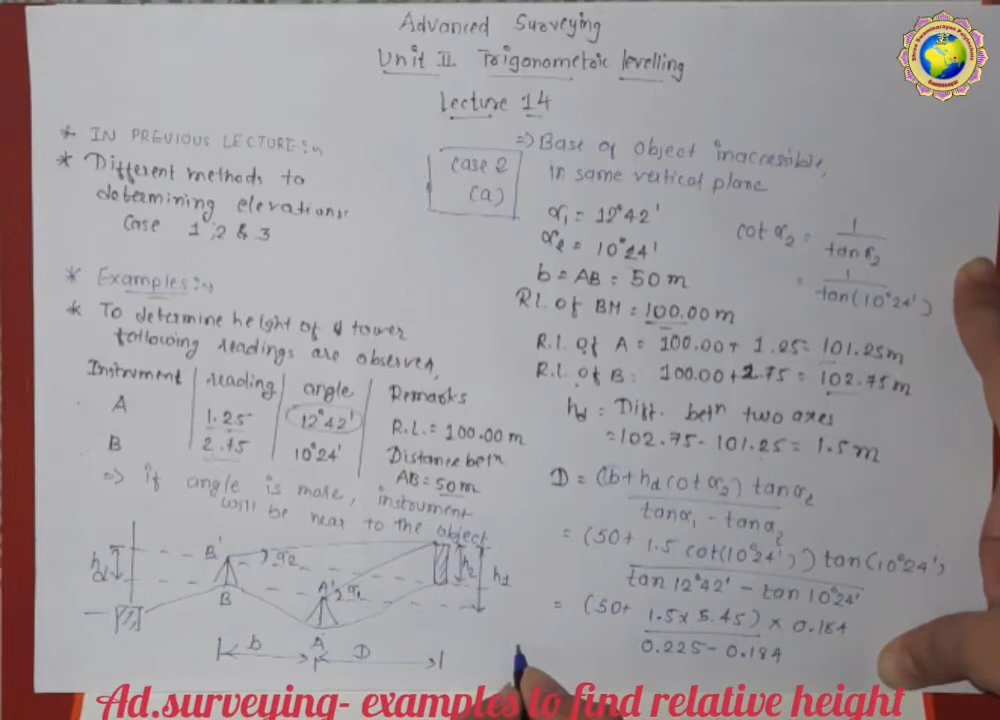 Advanced Surveying
Unit II Trigonometric levelling
Lecture 14
* IN PREVIOUS LECTURE:-
* Different methods to
determining elevations
Case 1,2 & 3
* Examples:-
* To determine height of tower
following readings are observed,
Instrument | reading | angle | Remarks
A | 1.25 | 12°42' | R.L. = 100.00 m
B | 2.75 | 10°24' | Distance betn
AB = 50m
=> if angle is more, instrument
will be near to the object
hd B' α2 h2 h1
B A' α1
b A D
Case 2
(a)
=> Base of object inaccessible,
in same vertical plane
α1 = 12°42'
α2 = 10°24'
b = AB = 50 m
R.l. of BM = 100.00m
cot α2 = 1 / tan α2
= 1 / tan(10°24')
R.l. of A = 100.00 + 1.25 = 101.25m
R.l. of B = 100.00 + 2.75 = 102.75m
hd = Diff. betn two axes
= 102.75 - 101.25 = 1.5m
D = (b + hd cot α2) tan α2
tan α1 - tan α2
= (50 + 1.5 cot(10°24')) tan(10°24')
tan 12°42' - tan 10°24'
= (50 + 1.5 x 5.45) x 0.184
0.225 - 0.184
Ad.surveying- examples to find relative height